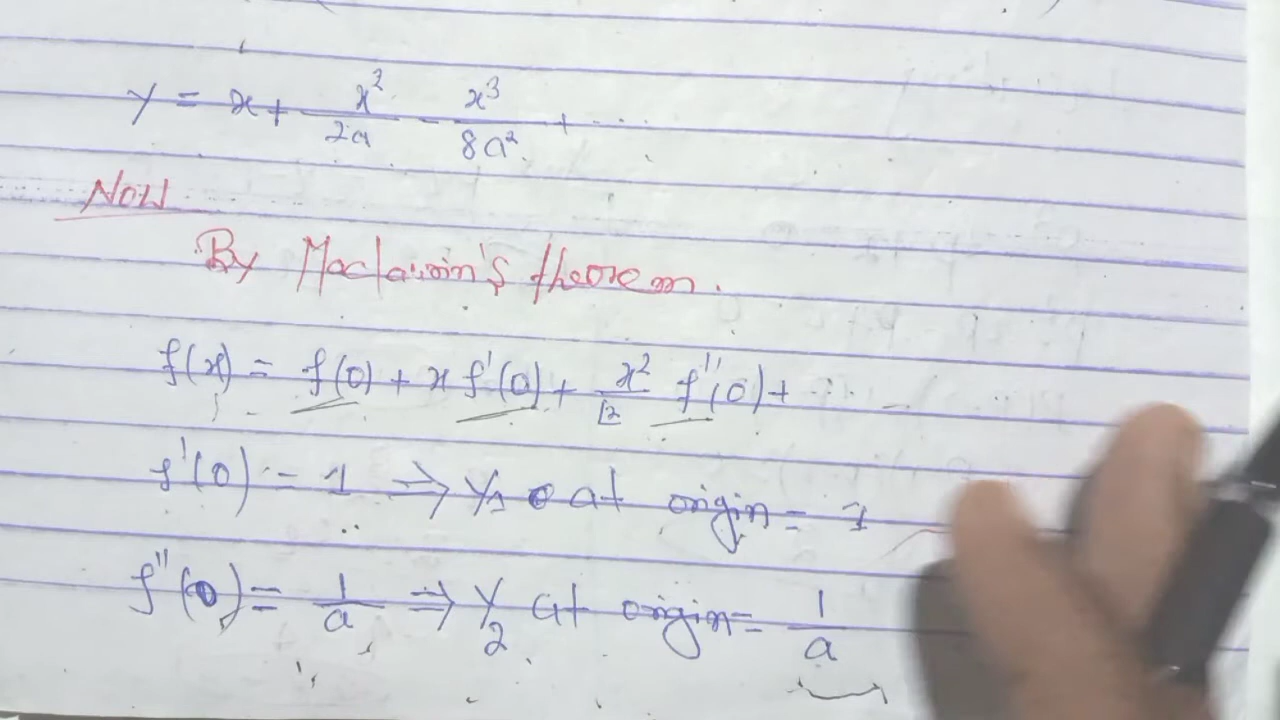 y = x + x²/2a - x³/8a² + ....
Now
By Maclaurin's theorem.
f(x) = f(0) + x f'(0) + x²/⌊2 f''(0) + ....
f'(0) = 1 ⇒ y₁ at origin = 1
f''(0) = 1/a ⇒ y₂ at origin = 1/a